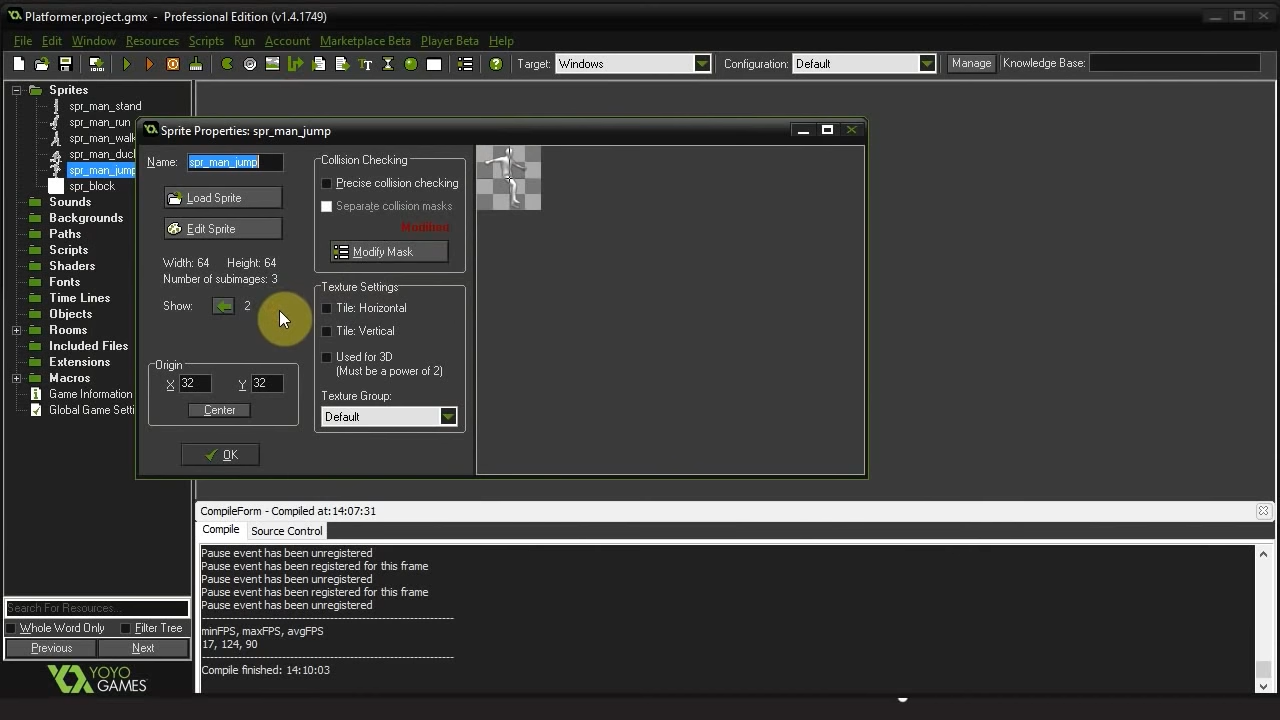 Platformer.project.gmx - Professional Edition (v1.4.1749)
File Edit Window Resources Scripts Run Account Marketplace Beta Player Beta Help
Target: Windows Configuration: Default Manage Knowledge Base:
Sprites
spr_man_stand
spr_man_run
spr_man_walk
spr_man_duc
spr_man_jump
spr_block
Sounds
Backgrounds
Paths
Scripts
Shaders
Fonts
Time Lines
Objects
Rooms
Included Files
Extensions
Macros
Game Information
Global Game Setti
Search For Resources...
Whole Word Only Filter Tree
Previous Next
YOYO
GAMES
Sprite Properties: spr_man_jump
Name: spr_man_jump
Load Sprite
Edit Sprite
Width: 64 Height: 64
Number of subimages: 3
Show: 2
Origin
X 32 Y 32
Center
OK
Collision Checking
Precise collision checking
Separate collision masks
Modified
Modify Mask
Texture Settings
Tile: Horizontal
Tile: Vertical
Used for 3D
(Must be a power of 2)
Texture Group:
Default
CompileForm - Compiled at:14:07:31
Compile Source Control
Pause event has been unregistered
Pause event has been registered for this frame
Pause event has been unregistered
Pause event has been registered for this frame
Pause event has been unregistered
minFPS, maxFPS, avgFPS
17, 124, 90
Compile finished: 14:10:03